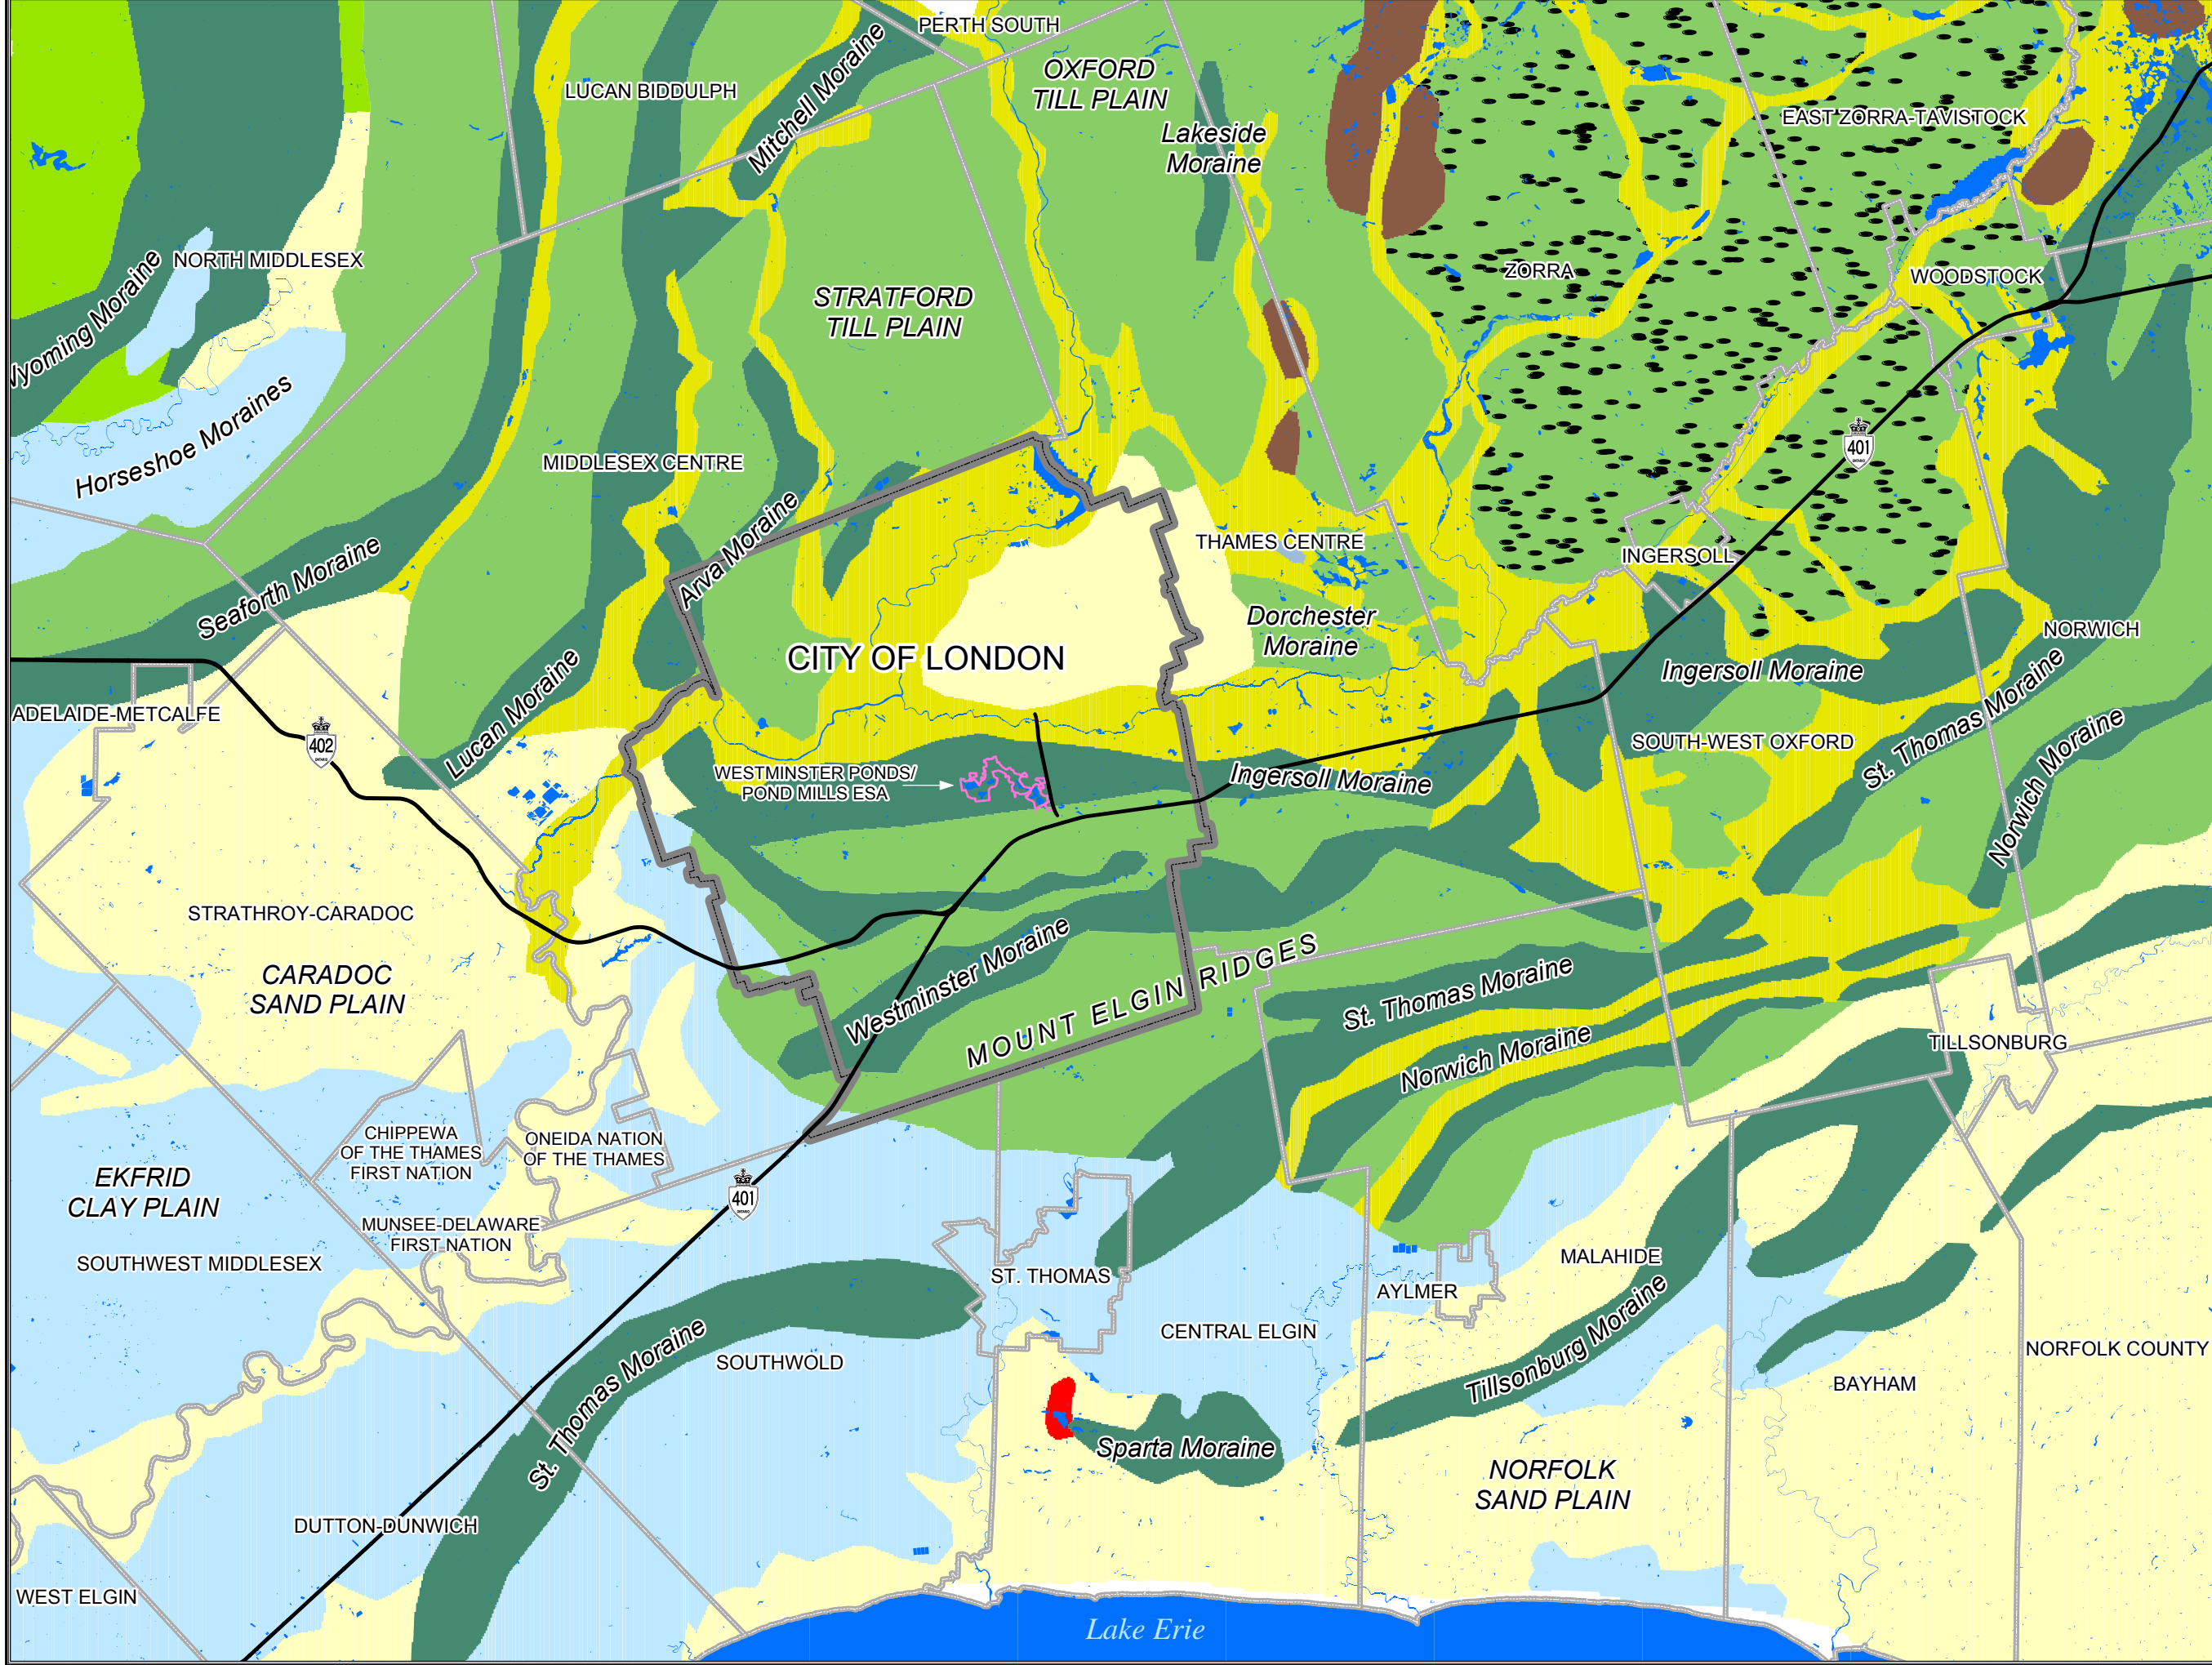 PERTH SOUTH
OXFORD
TILL PLAIN
LUCAN BIDDULPH
Mitchell Moraine
EAST ZORRA-TAVISTOCK
Lakeside
Moraine
NORTH MIDDLESEX
Wyoming Moraine
ZORRA
WOODSTOCK
STRATFORD
TILL PLAIN
Horseshoe Moraines
401
ONTARIO
MIDDLESEX CENTRE
Arva Moraine
THAMES CENTRE
INGERSOLL
Seaforth Moraine
Dorchester
Moraine
NORWICH
CITY OF LONDON
Ingersoll Moraine
ADELAIDE-METCALFE
402
ONTARIO
Lucan Moraine
SOUTH-WEST OXFORD
St. Thomas Moraine
Norwich Moraine
WESTMINSTER PONDS/
POND MILLS ESA
Ingersoll Moraine
STRATHROY-CARADOC
CARADOC
SAND PLAIN
Westminster Moraine
MOUNT ELGIN RIDGES
St. Thomas Moraine
Norwich Moraine
TILLSONBURG
CHIPPEWA
OF THE THAMES
FIRST NATION
ONEIDA NATION
OF THE THAMES
EKFRID
CLAY PLAIN
401
ONTARIO
MUNSEE-DELAWARE
FIRST NATION
SOUTHWEST MIDDLESEX
MALAHIDE
ST. THOMAS
AYLMER
CENTRAL ELGIN
Tillsonburg Moraine
NORFOLK COUNTY
St. Thomas Moraine
SOUTHWOLD
BAYHAM
Sparta Moraine
NORFOLK
SAND PLAIN
DUTTON-DUNWICH
WEST ELGIN
Lake Erie